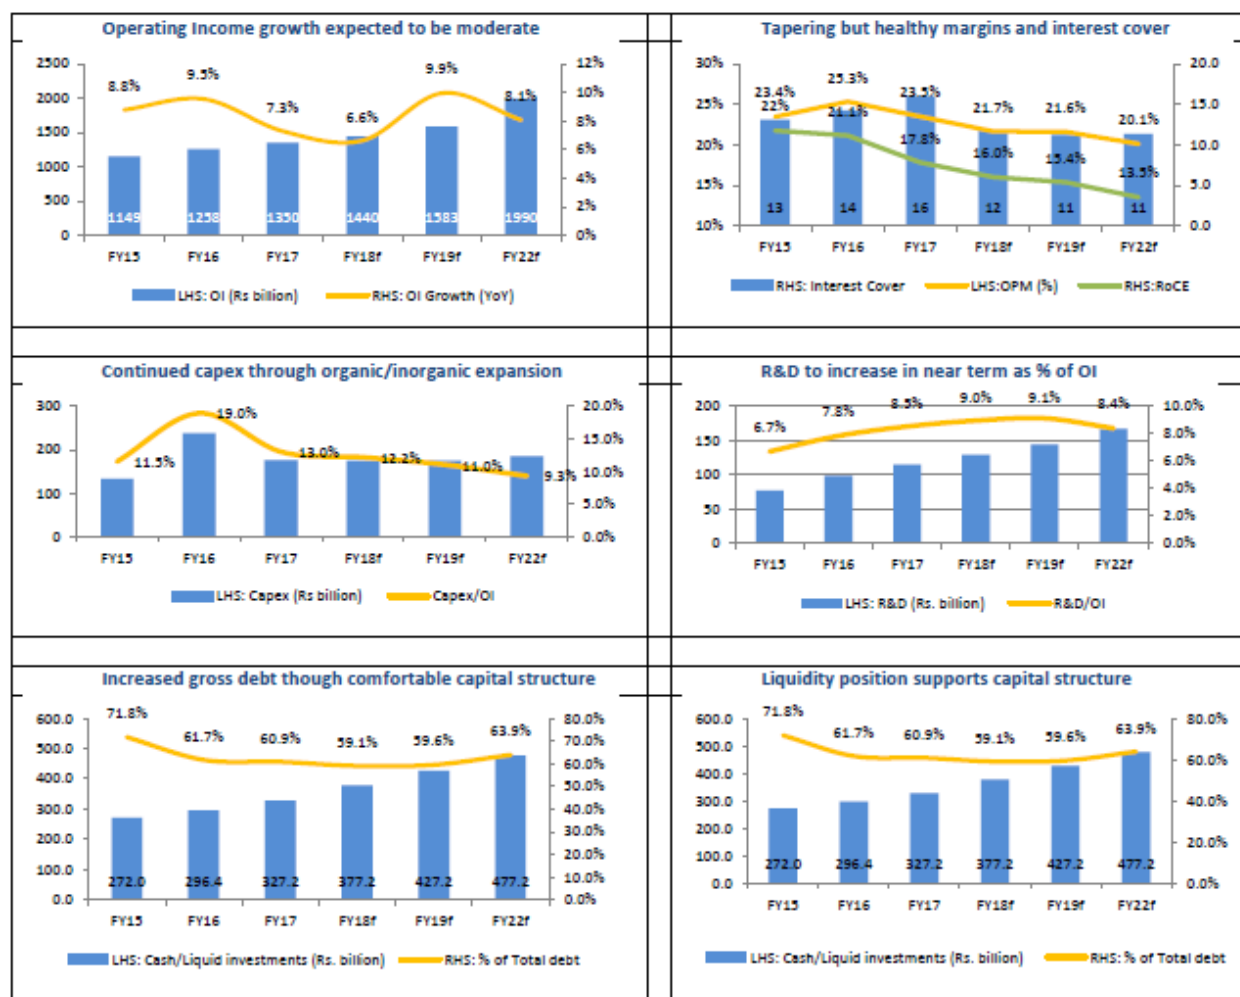 Operating Income growth expected to be moderate
2500 12%
8.8% 9.5% 7.3% 6.6% 9.9% 8.1%
2000 10%
1500 8%
1000 6%
500 4%
0 2%
0%
1149 1258 1350 1440 1583 1990
FY15 FY16 FY17 FY18f FY19f FY22f
LHS: OI (Rs billion) RHS: OI Growth (YoY)
Tapering but healthy margins and interest cover
30% 20.0
25% 15.0
20% 10.0
15% 5.0
10% 0.0
23.4% 25.3% 23.5% 21.7% 21.6% 20.1%
22% 21.1% 17.8% 16.0% 15.4% 13.5%
13 14 16 12 11 11
FY15 FY16 FY17 FY18f FY19f FY22f
RHS: Interest Cover LHS:OPM (%) RHS:RoCE
Continued capex through organic/inorganic expansion
300 20.0%
200 15.0%
100 10.0%
0 5.0%
0.0%
11.5% 19.0% 13.0% 12.2% 11.0% 9.3%
FY15 FY16 FY17 FY18f FY19f FY22f
LHS: Capex (Rs billion) Capex/OI
R&D to increase in near term as % of OI
200 10.0%
150 8.0%
100 6.0%
50 4.0%
0 2.0%
0.0%
6.7% 7.8% 8.5% 9.0% 9.1% 8.4%
FY15 FY16 FY17 FY18f FY19f FY22f
LHS: R&D (Rs. billion) R&D/OI
Increased gross debt though comfortable capital structure
600.0 80.0%
500.0 70.0%
400.0 60.0%
300.0 50.0%
200.0 40.0%
100.0 30.0%
0.0 20.0%
10.0%
0.0%
71.8% 61.7% 60.9% 59.1% 59.6% 63.9%
272.0 296.4 327.2 377.2 427.2 477.2
FY15 FY16 FY17 FY18f FY19f FY22f
LHS: Cash/Liquid investments (Rs. billion) RHS: % of Total debt
Liquidity position supports capital structure
600.0 80.0%
500.0 60.0%
400.0 40.0%
300.0 20.0%
200.0 0.0%
100.0
0.0
71.8% 61.7% 60.9% 59.1% 59.6% 63.9%
272.0 296.4 327.2 377.2 427.2 477.2
FY15 FY16 FY17 FY18f FY19f FY22f
LHS: Cash/Liquid investments (Rs. billion) RHS: % of Total debt